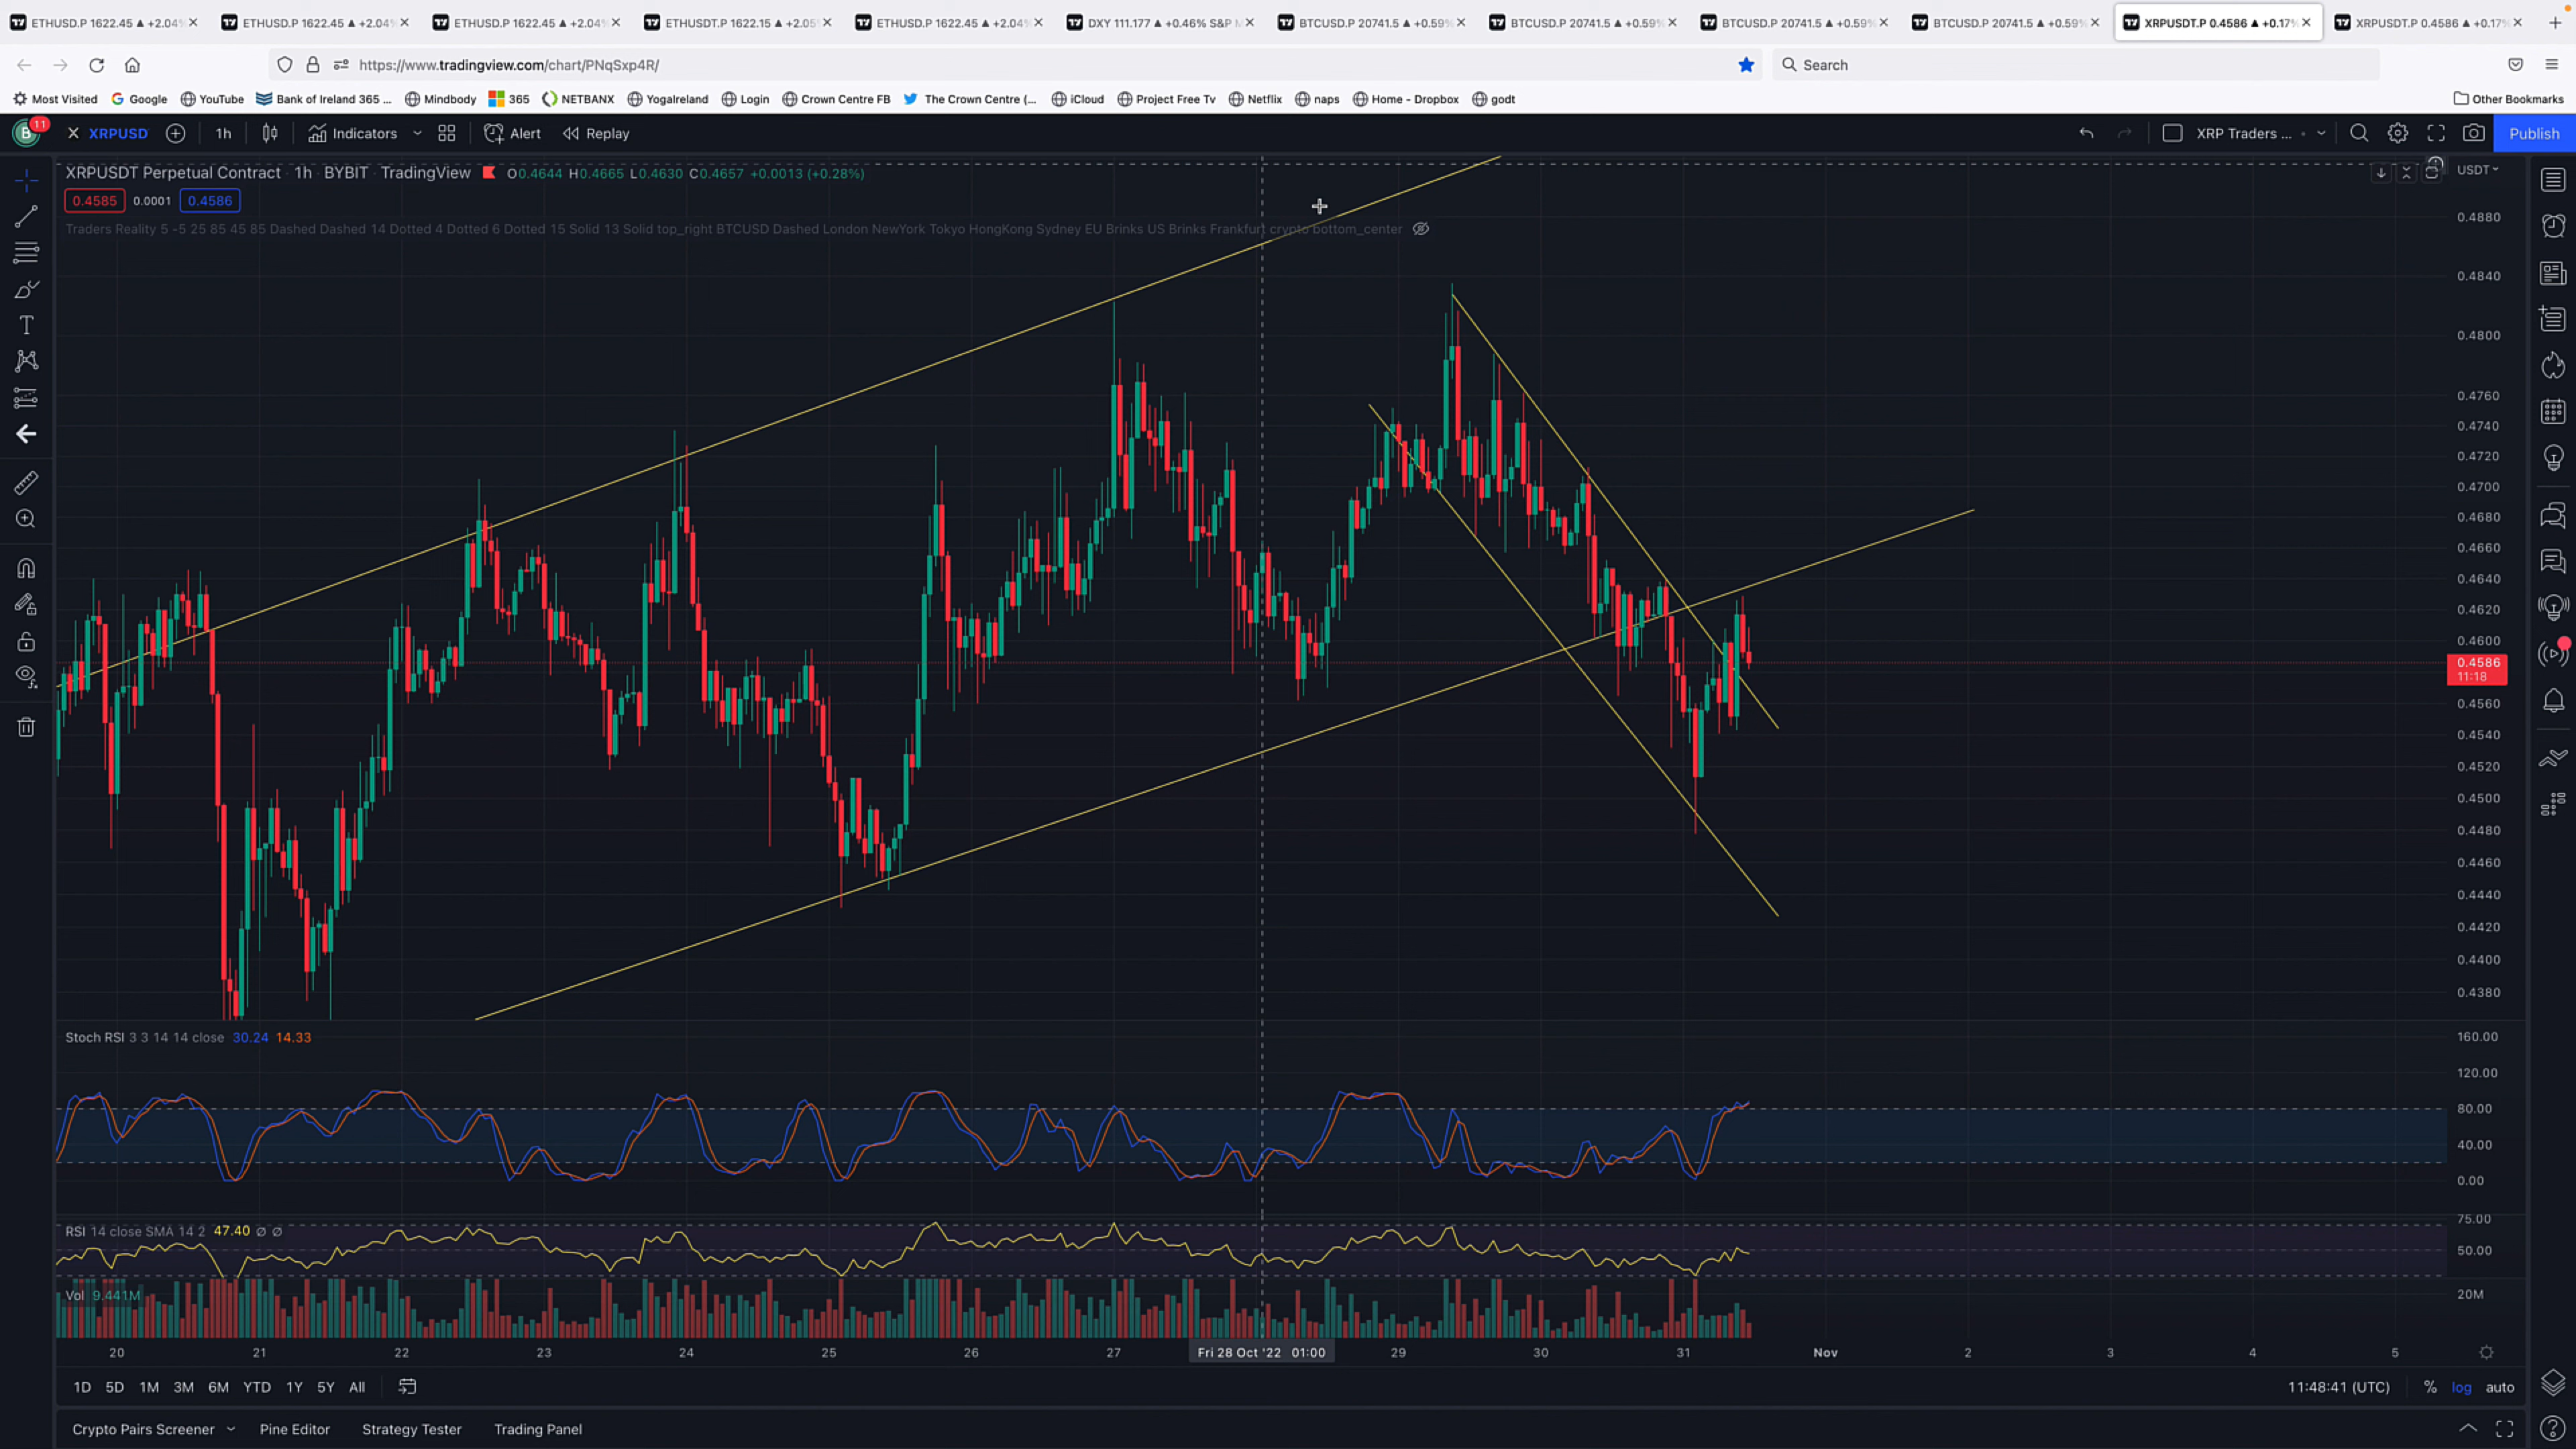 ETHUSD.P 1622.45 ▲ +2.04% ETHUSD.P 1622.45 ▲ +2.04% ETHUSD.P 1622.45 ▲ +2.04% ETHUSDT.P 1622.15 ▲ +2.05% ETHUSD.P 1622.45 ▲ +2.04% DXY 111.177 ▲ +0.46% S&P BTCUSD.P 20741.5 ▲ +0.59% BTCUSD.P 20741.5 ▲ +0.59% BTCUSD.P 20741.5 ▲ +0.59% BTCUSD.P 20741.5 ▲ +0.59% XRPUSDT.P 0.4586 ▲ +0.17% XRPUSDT.P 0.4586 ▲ +0.17%
https://www.tradingview.com/chart/PNqSxp4R/ Search
Most Visited Google YouTube Bank of Ireland 365 ... Mindbody 365 NETBANX YogaIreland Login Crown Centre FB The Crown Centre (... iCloud Project Free Tv Netflix naps Home - Dropbox godt Other Bookmarks
B 11 XRPUSD 1h Indicators Alert Replay XRP Traders ... Publish
XRPUSDT Perpetual Contract 1h · BYBIT · TradingView O0.4644 H0.4665 L0.4630 C0.4657 +0.0013 (+0.28%) USDT
0.4585 0.0001 0.4586
Traders Reality 5 -5 25 85 45 85 Dashed Dashed 14 Dotted 4 Dotted 6 Dotted 15 Solid 13 Solid top_right BTCUSD Dashed London NewYork Tokyo HongKong Sydney EU Brinks US Brinks Frankfurt crypto bottom_center
0.4880
0.4840
0.4800
0.4760
0.4740
0.4720
0.4700
0.4680
0.4660
0.4640
0.4620
0.4600
0.4586
11:18
0.4560
0.4540
0.4520
0.4500
0.4480
0.4460
0.4440
0.4420
0.4400
0.4380
Stoch RSI 3 3 14 14 close 30.24 14.33
160.00
120.00
80.00
40.00
0.00
RSI 14 close SMA 14 2 47.40 ∅ ∅
75.00
50.00
Vol 9.441M
20M
20 21 22 23 24 25 26 27 Fri 28 Oct '22 01:00 29 30 31 Nov 2 3 4 5
1D 5D 1M 3M 6M YTD 1Y 5Y All 11:48:41 (UTC) % log auto
Crypto Pairs Screener Pine Editor Strategy Tester Trading Panel